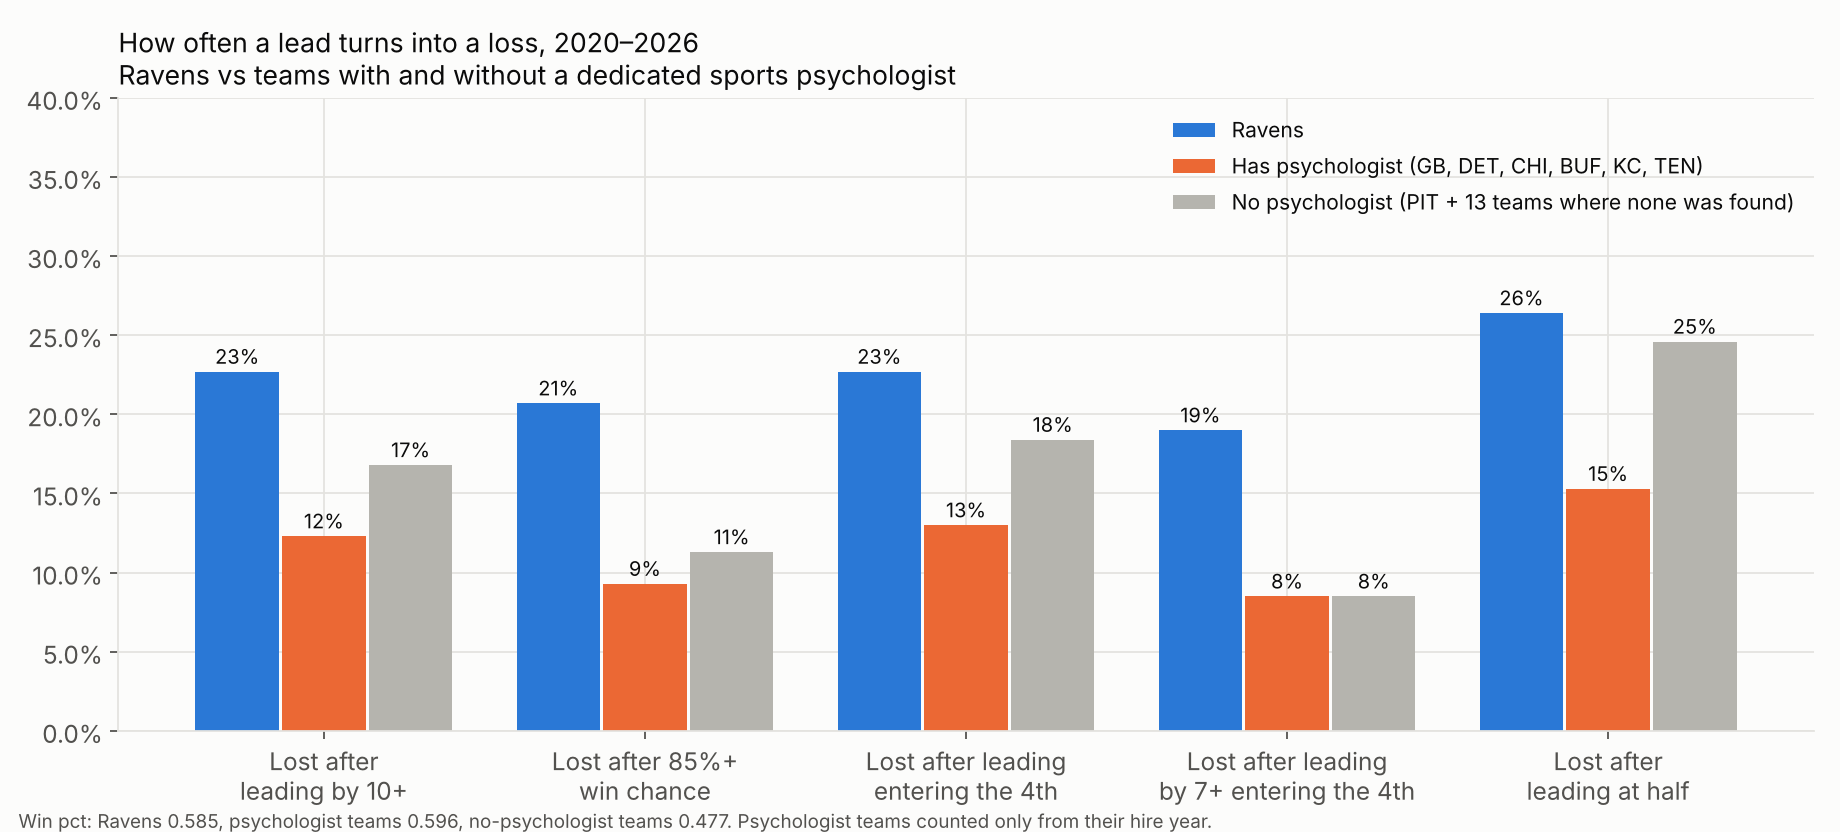 How often a lead turns into a loss, 2020–2026
Ravens vs teams with and without a dedicated sports psychologist
40.0%
35.0%
30.0%
25.0%
20.0%
15.0%
10.0%
5.0%
0.0%
Ravens
Has psychologist (GB, DET, CHI, BUF, KC, TEN)
No psychologist (PIT + 13 teams where none was found)
23%
12%
17%
21%
9%
11%
23%
13%
18%
19%
8%
8%
26%
15%
25%
Lost after
leading by 10+
Lost after 85%+
win chance
Lost after leading
entering the 4th
Lost after leading
by 7+ entering the 4th
Lost after
leading at half
Win pct: Ravens 0.585, psychologist teams 0.596, no-psychologist teams 0.477. Psychologist teams counted only from their hire year.